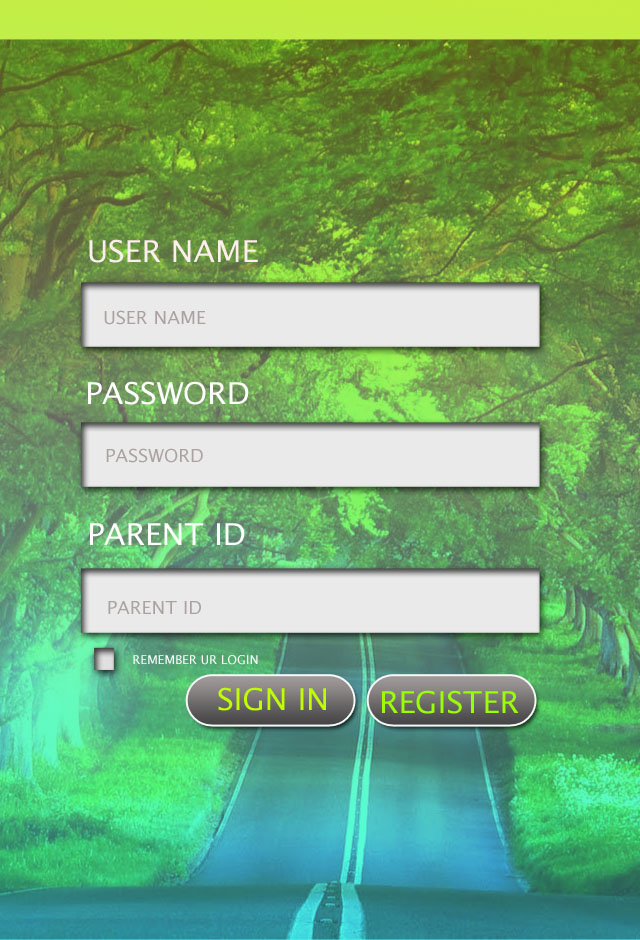 USER NAME
USER NAME
PASSWORD
PASSWORD
PARENT ID
PARENT ID
REMEMBER UR LOGIN
SIGN IN
REGISTER